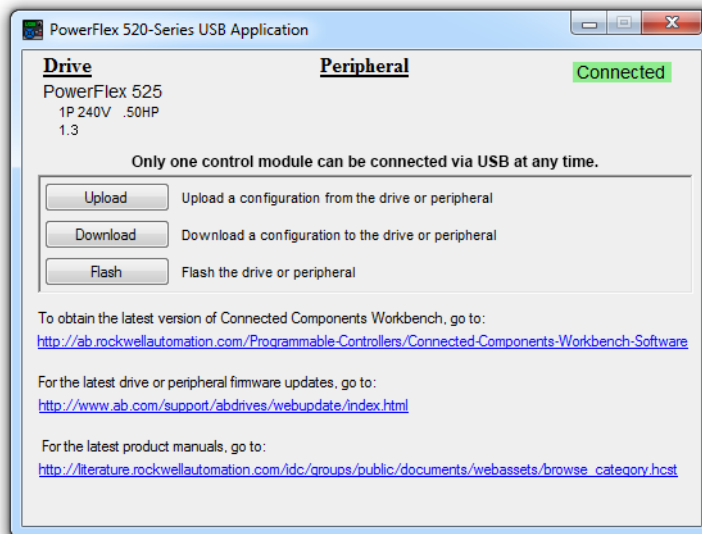 PowerFlex 520-Series USB Application
Drive Peripheral Connected
PowerFlex 525
1P 240V .50HP
1.3
Only one control module can be connected via USB at any time.
Upload Upload a configuration from the drive or peripheral
Download Download a configuration to the drive or peripheral
Flash Flash the drive or peripheral
To obtain the latest version of Connected Components Workbench, go to:
http://ab.rockwellautomation.com/Programmable-Controllers/Connected-Components-Workbench-Software
For the latest drive or peripheral firmware updates, go to:
http://www.ab.com/support/abdrives/webupdate/index.html
For the latest product manuals, go to:
http://literature.rockwellautomation.com/idc/groups/public/documents/webassets/browse_category.hcst